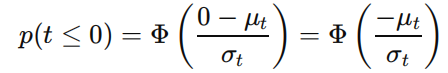 p(t ≤ 0) = Φ((0 − μ_t)/σ_t) = Φ((−μ_t)/σ_t)